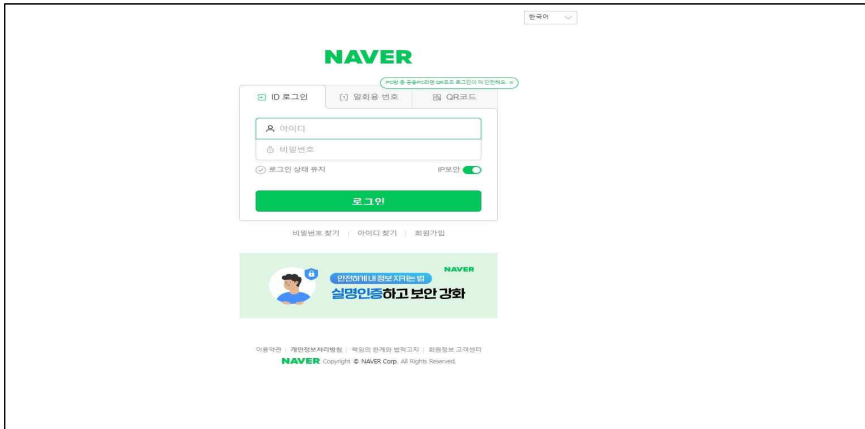 한국어
NAVER
PC방 등 공용PC라면 QR코드 로그인이 더 안전해요. ×
ID 로그인
일회용 번호
QR코드
아이디
비밀번호
로그인 상태 유지
IP보안
로그인
비밀번호 찾기 | 아이디 찾기 | 회원가입
NAVER
안전하게 내 정보 지키는 법
실명인증하고 보안 강화
이용약관 | 개인정보처리방침 | 책임의 한계와 법적고지 | 회원정보 고객센터
NAVER Copyright © NAVER Corp. All Rights Reserved.